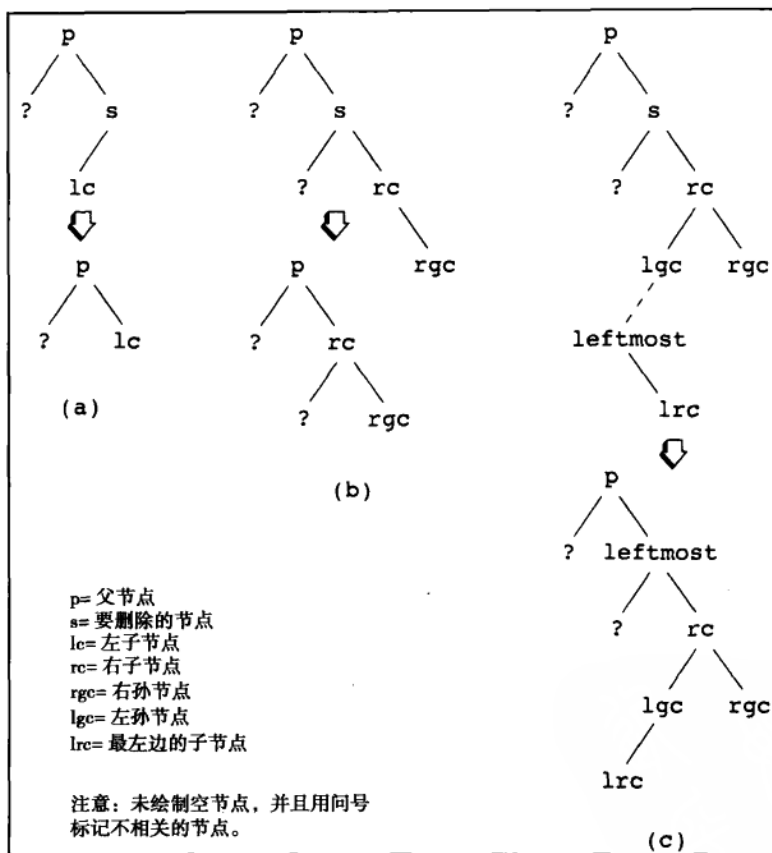 p
? s
lc
p
? lc
(a)
p
? s
? rc
rgc
p
? rc
? rgc
(b)
p
? s
? rc
lgc rgc
leftmost
lrc
p
? leftmost
? rc
lgc rgc
lrc
(c)
p= 父节点
s= 要删除的节点
lc= 左子节点
rc= 右子节点
rgc= 右孙节点
lgc= 左孙节点
lrc= 最左边的子节点
注意：未绘制空节点，并且用问号
标记不相关的节点。